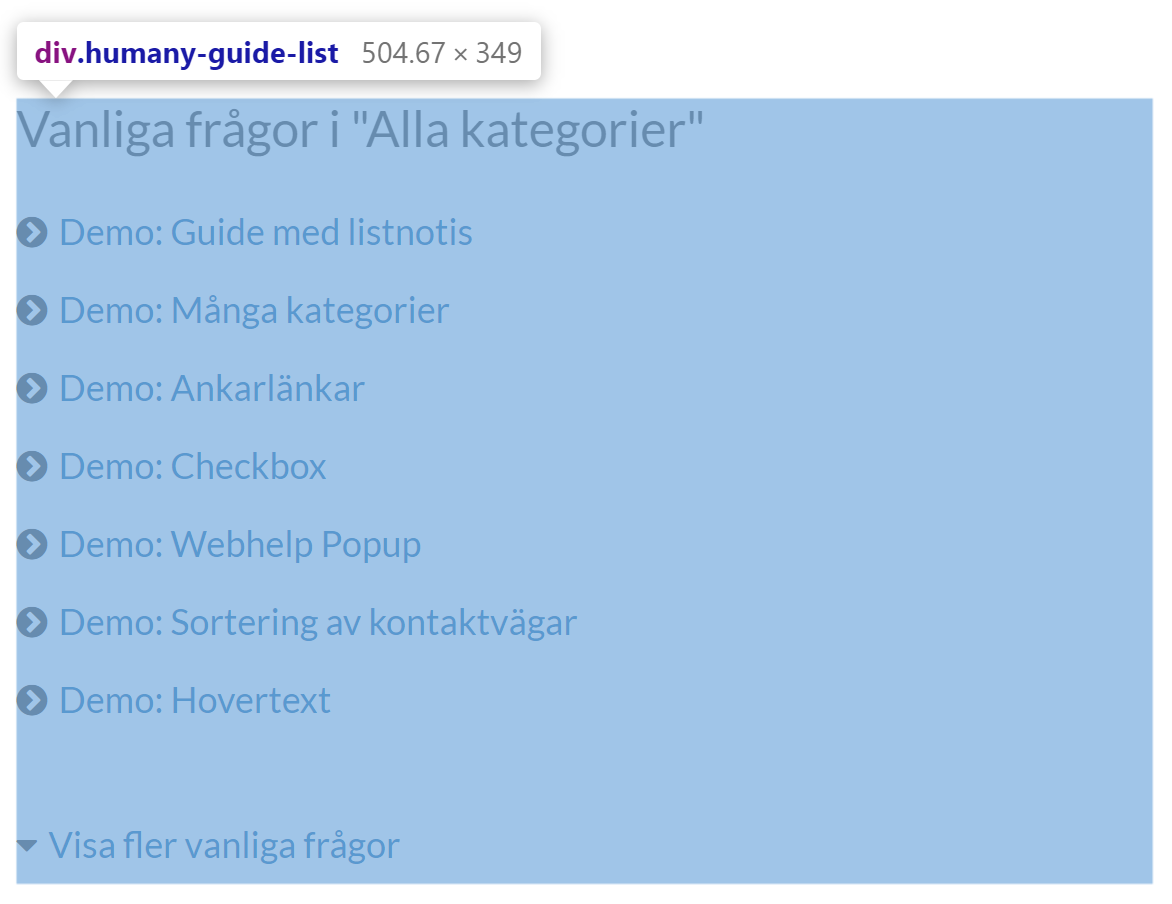 div.humany-guide-list 504.67 × 349
Vanliga frågor i "Alla kategorier"
Demo: Guide med listnotis
Demo: Många kategorier
Demo: Ankarlänkar
Demo: Checkbox
Demo: Webhelp Popup
Demo: Sortering av kontaktvägar
Demo: Hovertext
Visa fler vanliga frågor